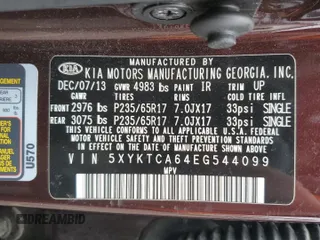 MANUFACTURED BY
KIA KIA MOTORS MANUFACTURING GEORGIA, INC.
DEC/07/13 GVWR 4983 lbs PAINT IR TRIM UP
GAWR TIRES RIMS COLD TIRE PRESSURE
FRONT 2976 lbs P235/65R17 7.0JX17 33psi SINGLE
REAR 3075 lbs P235/65R17 7.0JX17 33psi SINGLE
THIS VEHICLE CONFORMS TO ALL APPLICABLE U.S. FEDERAL
MOTOR VEHICLE SAFETY, BUMPER, AND THEFT PREVENTION
STANDARDS IN EFFECT ON THE DATE OF MANUFACTURE
SHOWN ABOVE.
VIN 5XYKTCA64EG544099
MPV
U570
DREAMBID